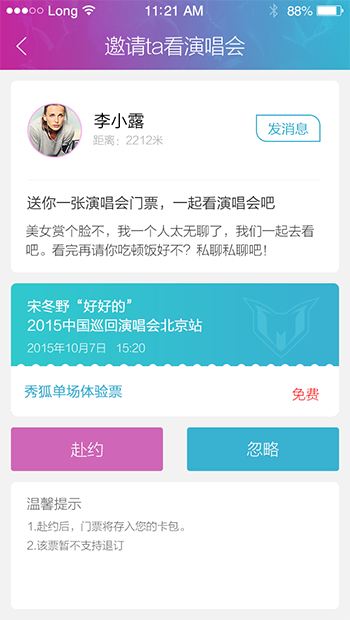 Long 11:21 AM 88%
邀请ta看演唱会
李小露
距离：2212米
发消息
送你一张演唱会门票，一起看演唱会吧
美女赏个脸不，我一个人太无聊了，我们一起去看
吧。看完再请你吃顿饭好不？私聊私聊吧！
宋冬野“好好的”
2015中国巡回演唱会北京站
2015年10月7日 15:20
秀狐单场体验票
免费
赴约
忽略
温馨提示
1.赴约后，门票将存入您的卡包。
2.该票暂不支持退订